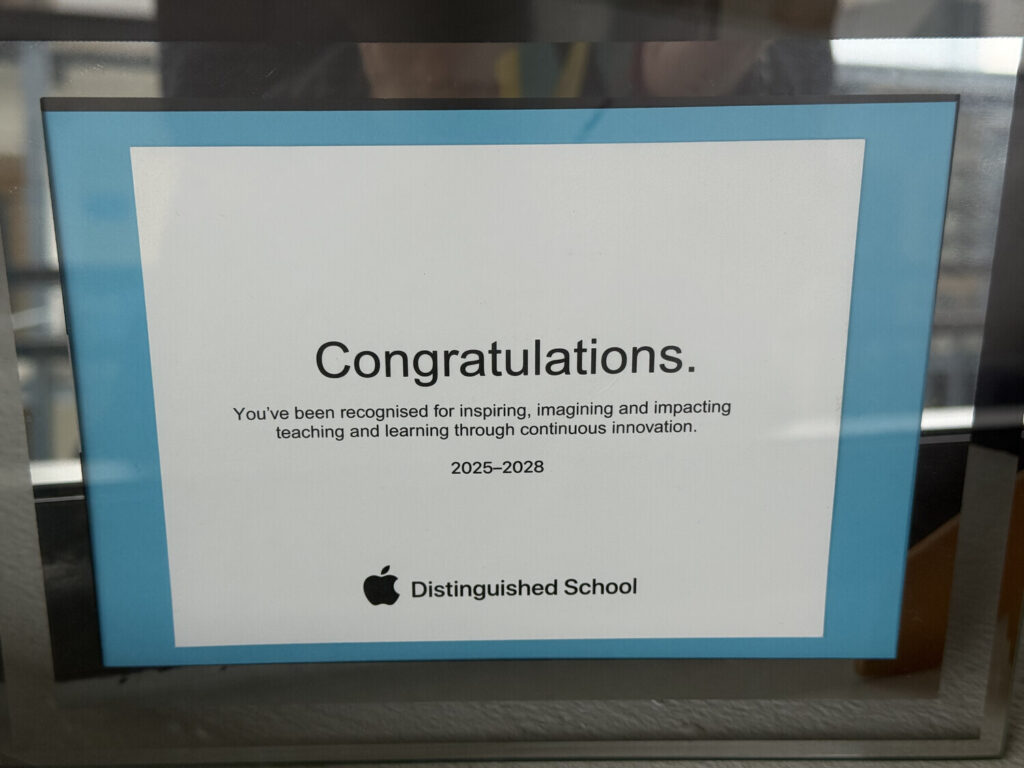 Congratulations.
You've been recognised for inspiring, imagining and impacting
teaching and learning through continuous innovation.
2025–2028
Distinguished School